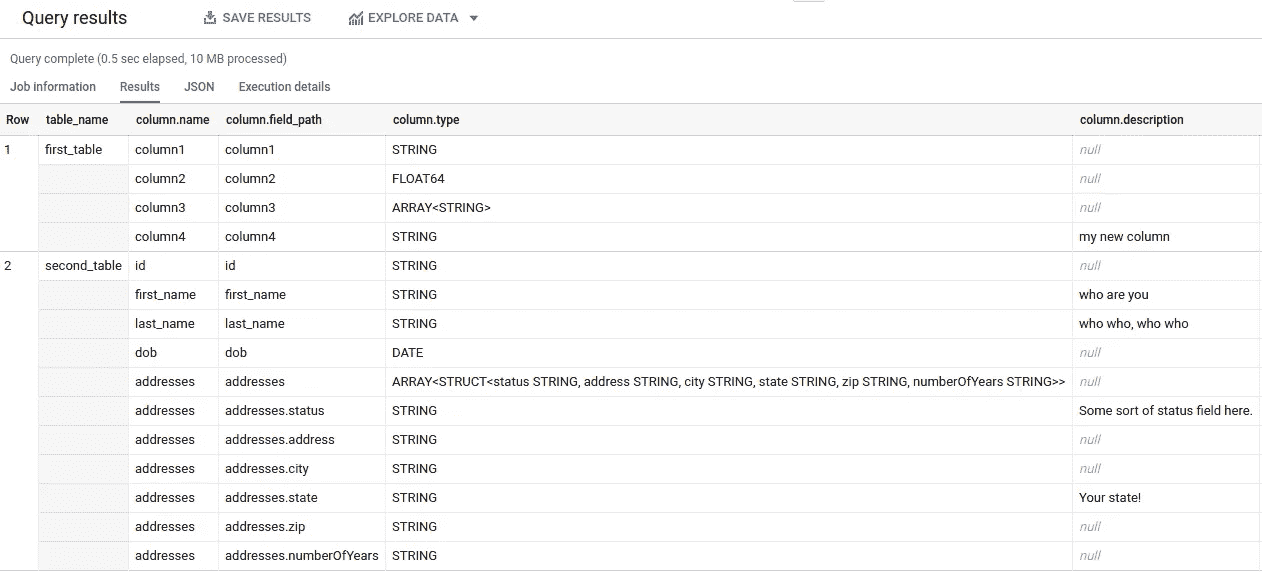 Query results SAVE RESULTS EXPLORE DATA
Query complete (0.5 sec elapsed, 10 MB processed)
Job information Results JSON Execution details
Row table_name column.name column.field_path column.type column.description
1 first_table column1 column1 STRING null
column2 column2 FLOAT64 null
column3 column3 ARRAY<STRING> null
column4 column4 STRING my new column
2 second_table id id STRING null
first_name first_name STRING who are you
last_name last_name STRING who who, who who
dob dob DATE null
addresses addresses ARRAY<STRUCT<status STRING, address STRING, city STRING, state STRING, zip STRING, numberOfYears STRING>> null
addresses addresses.status STRING Some sort of status field here.
addresses addresses.address STRING null
addresses addresses.city STRING null
addresses addresses.state STRING Your state!
addresses addresses.zip STRING null
addresses addresses.numberOfYears STRING null